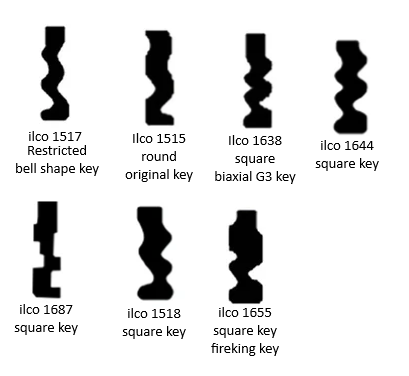 ilco 1517
Restricted
bell shape key
Ilco 1515
round
original key
Ilco 1638
square
biaxial G3 key
ilco 1644
square key
ilco 1687
square key
ilco 1518
square key
ilco 1655
square key
fireking key